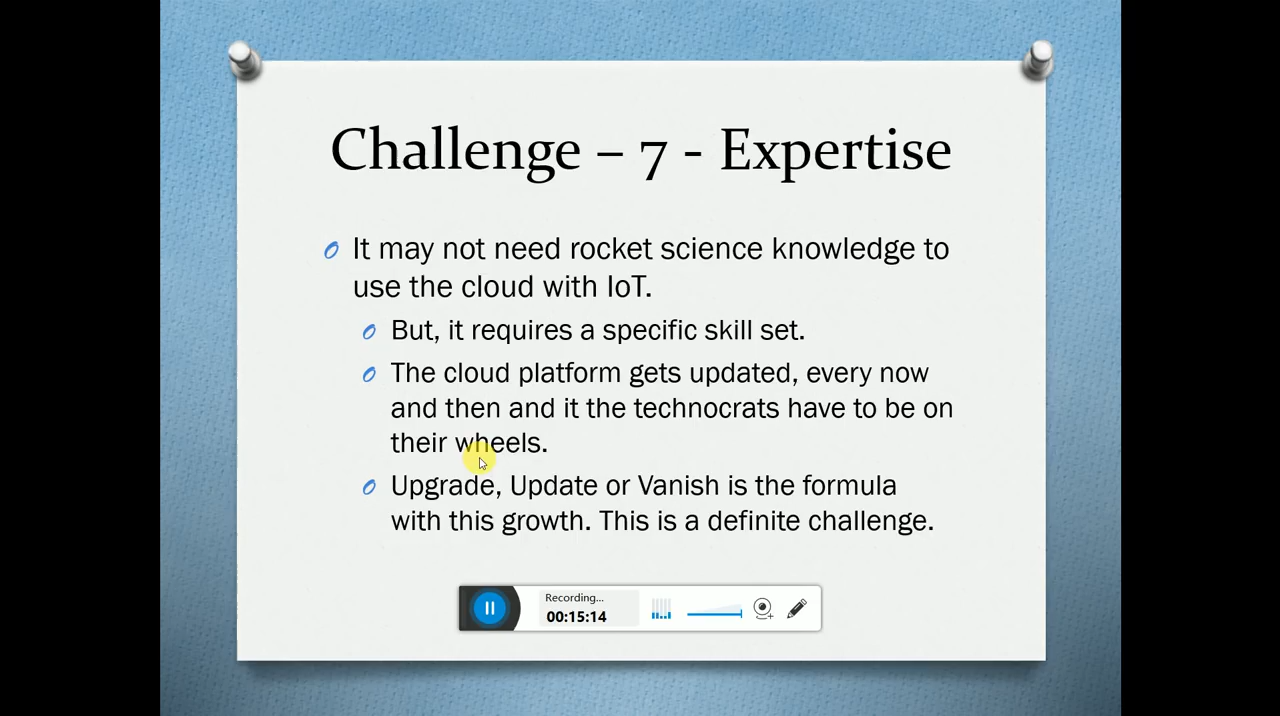 Challenge – 7 - Expertise
It may not need rocket science knowledge to
use the cloud with IoT.
But, it requires a specific skill set.
The cloud platform gets updated, every now
and then and it the technocrats have to be on
their wheels.
Upgrade, Update or Vanish is the formula
with this growth. This is a definite challenge.
Recording...
00:15:14